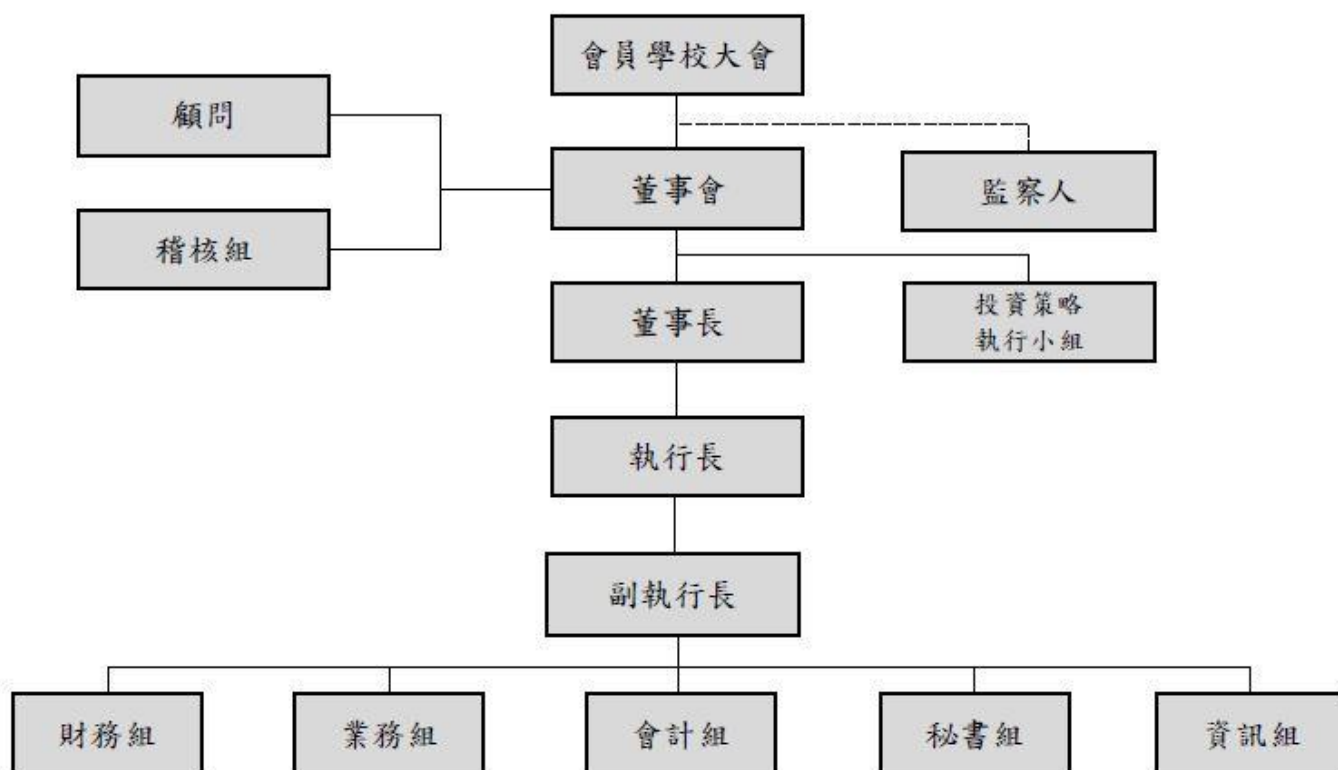 會員學校大會
顧問
董事會
監察人
稽核組
董事長
投資策略
執行小組
執行長
副執行長
財務組
業務組
會計組
秘書組
資訊組